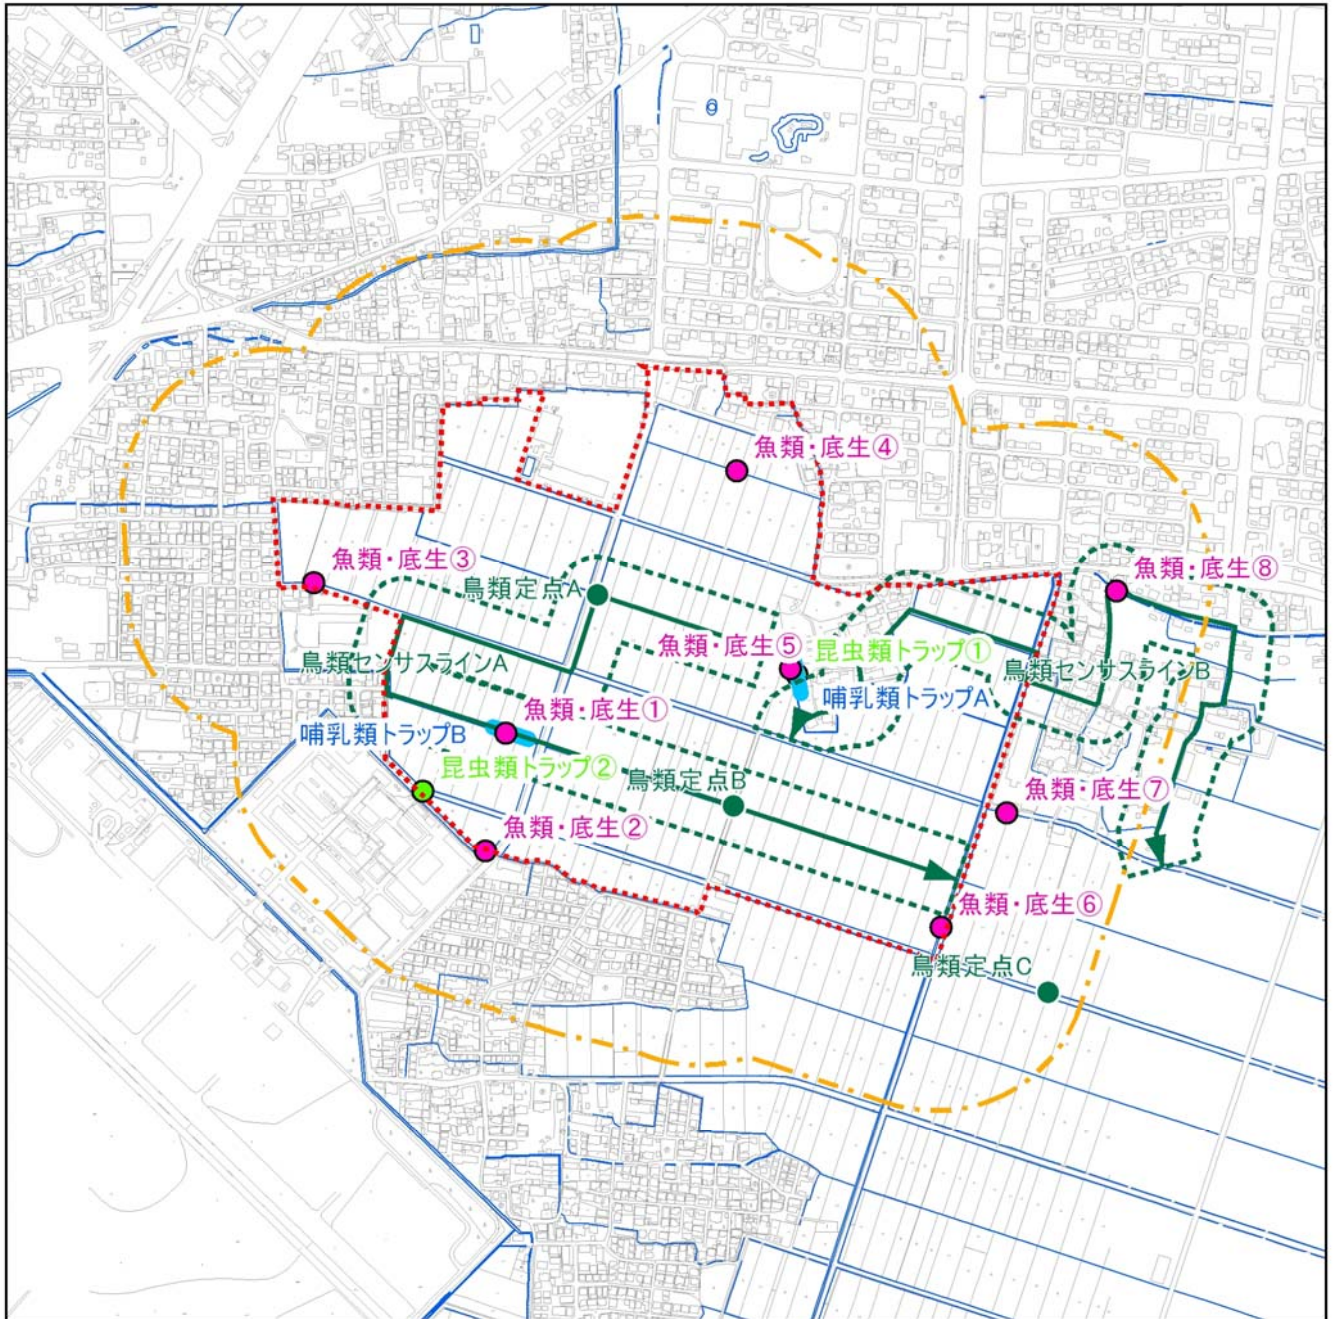 魚類・底生④
魚類・底生③
魚類・底生⑧
鳥類定点A
魚類・底生⑤
昆虫類トラップ①
鳥類センサスラインA
鳥類センサスラインB
哺乳類トラップA
魚類・底生①
哺乳類トラップB
昆虫類トラップ②
鳥類定点B
魚類・底生⑦
魚類・底生②
魚類・底生⑥
鳥類定点C